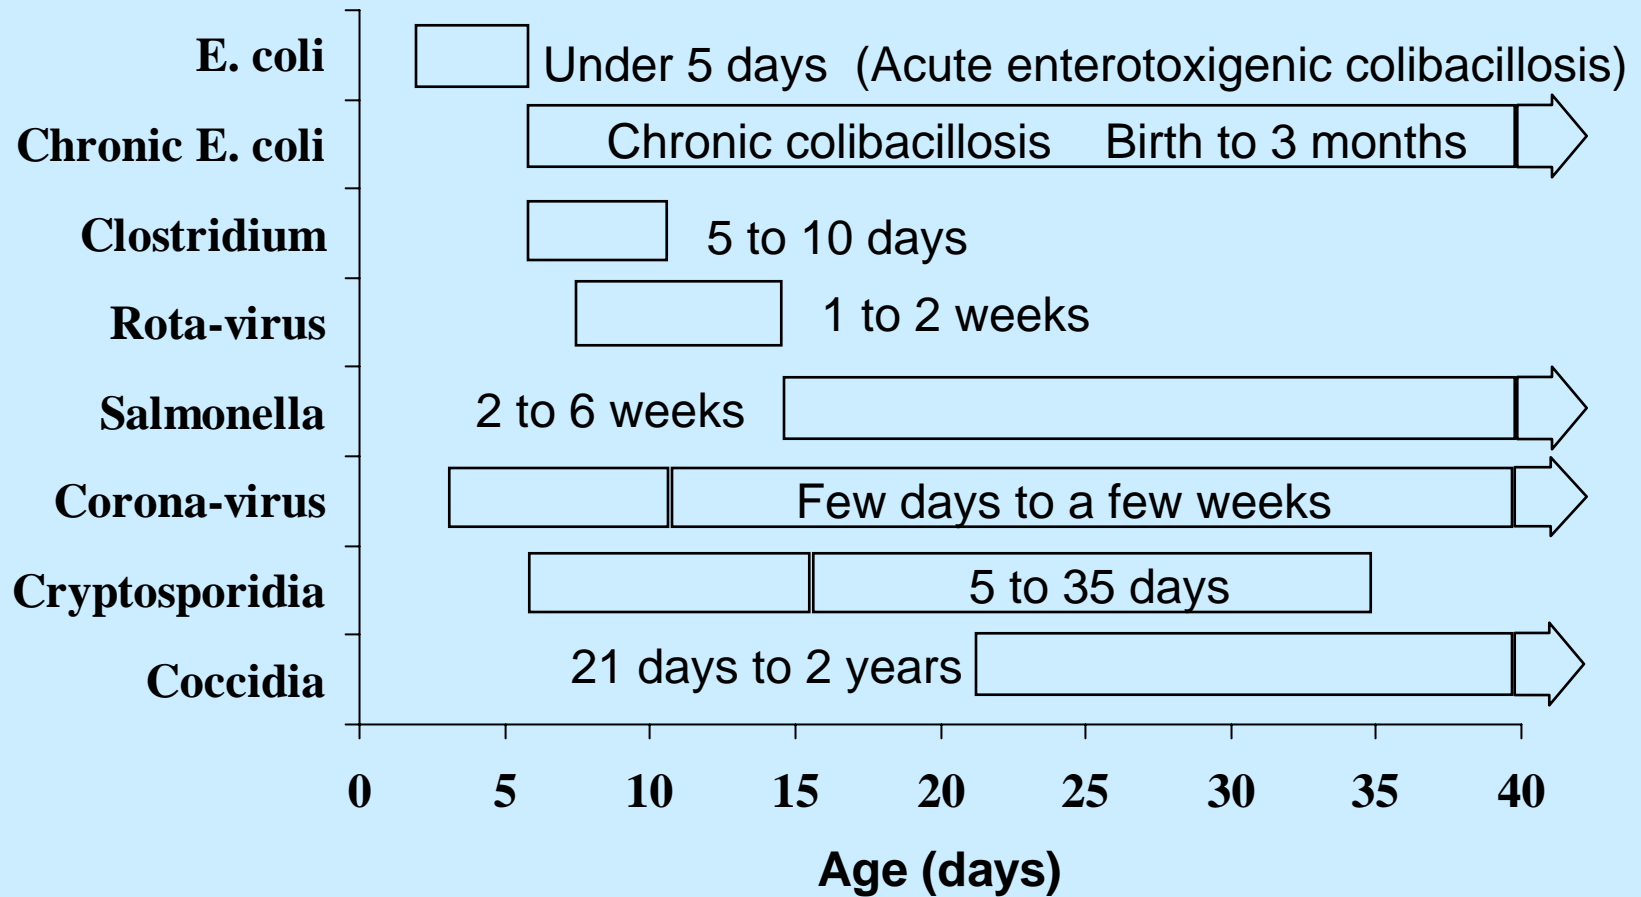 E. coli
Under 5 days (Acute enterotoxigenic colibacillosis)
Chronic E. coli
Chronic colibacillosis Birth to 3 months
Clostridium
5 to 10 days
Rota-virus
1 to 2 weeks
Salmonella
2 to 6 weeks
Corona-virus
Few days to a few weeks
Cryptosporidia
5 to 35 days
Coccidia
21 days to 2 years
0 5 10 15 20 25 30 35 40
Age (days)